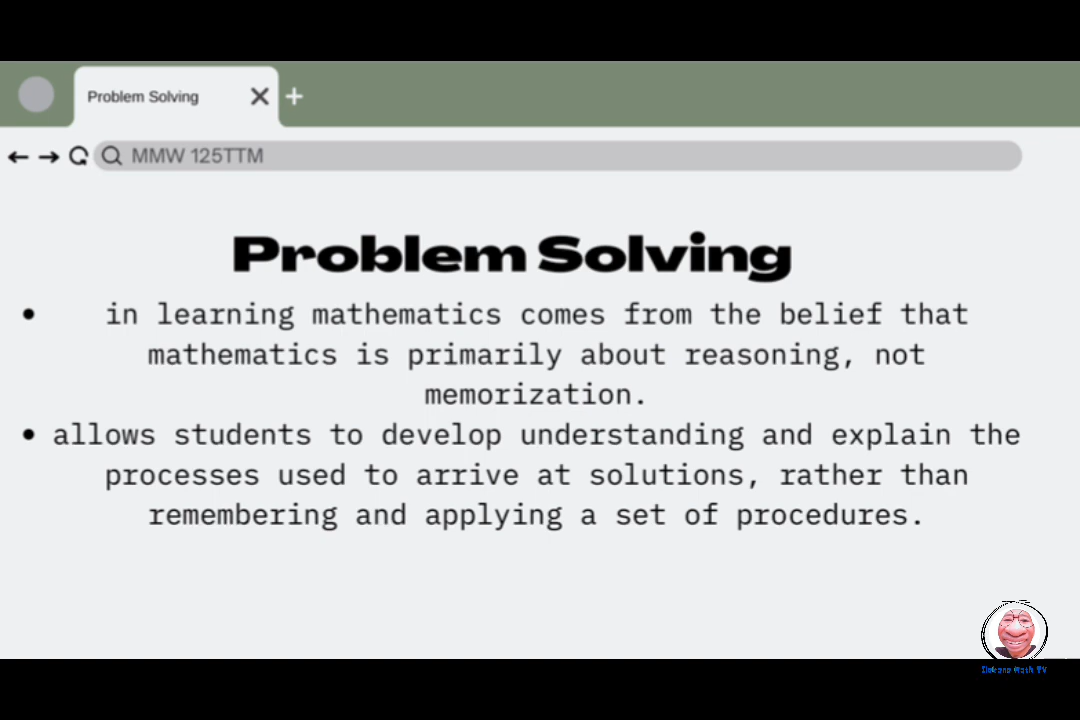 Problem Solving
MMW 125TTM
Problem Solving
in learning mathematics comes from the belief that
mathematics is primarily about reasoning, not
memorization.
allows students to develop understanding and explain the
processes used to arrive at solutions, rather than
remembering and applying a set of procedures.
Math TV